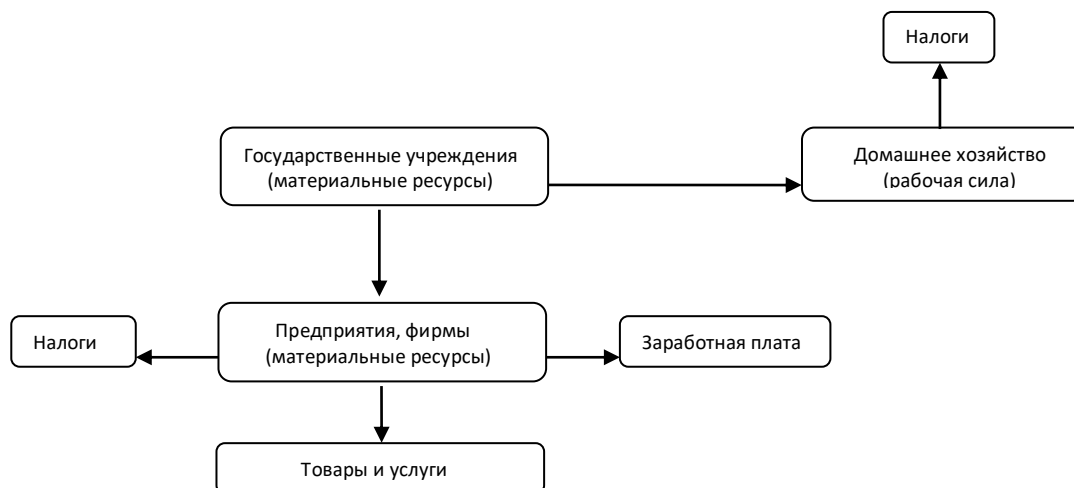 Налоги
Государственные учреждения
(материальные ресурсы)
Домашнее хозяйство
(рабочая сила)
Налоги
Предприятия, фирмы
(материальные ресурсы)
Заработная плата
Товары и услуги